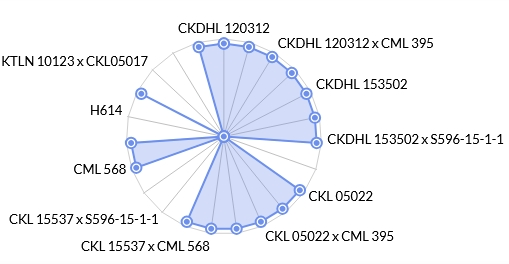 CKDHL 120312
CKDHL 120312 x CML 395
CKDHL 153502
CKDHL 153502 x S596-15-1-1
CKL 05022
CKL 05022 x CML 395
CKL 15537 x CML 568
CKL 15537 x S596-15-1-1
CML 568
H614
KTLN 10123 x CKL05017